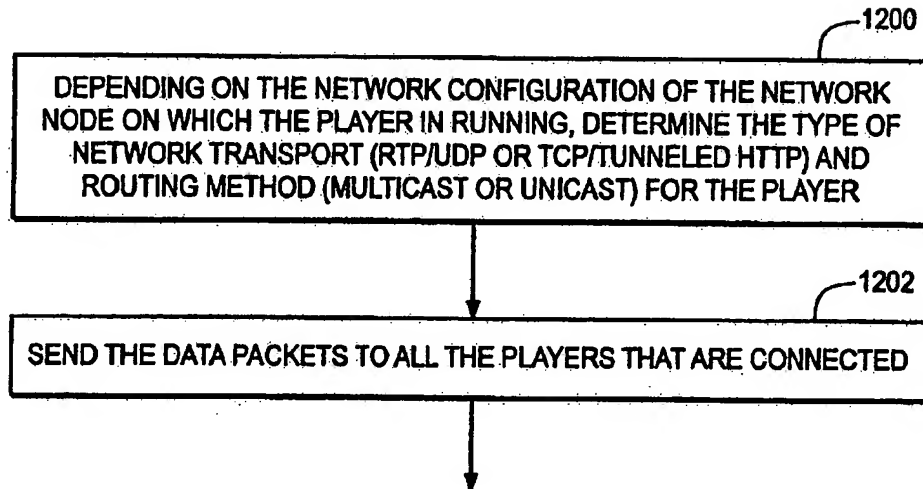 1200
DEPENDING ON THE NETWORK CONFIGURATION OF THE NETWORK
NODE ON WHICH THE PLAYER IN RUNNING, DETERMINE THE TYPE OF
NETWORK TRANSPORT (RTP/UDP OR TCP/TUNNELED HTTP) AND
ROUTING METHOD (MULTICAST OR UNICAST) FOR THE PLAYER
1202
SEND THE DATA PACKETS TO ALL THE PLAYERS THAT ARE CONNECTED